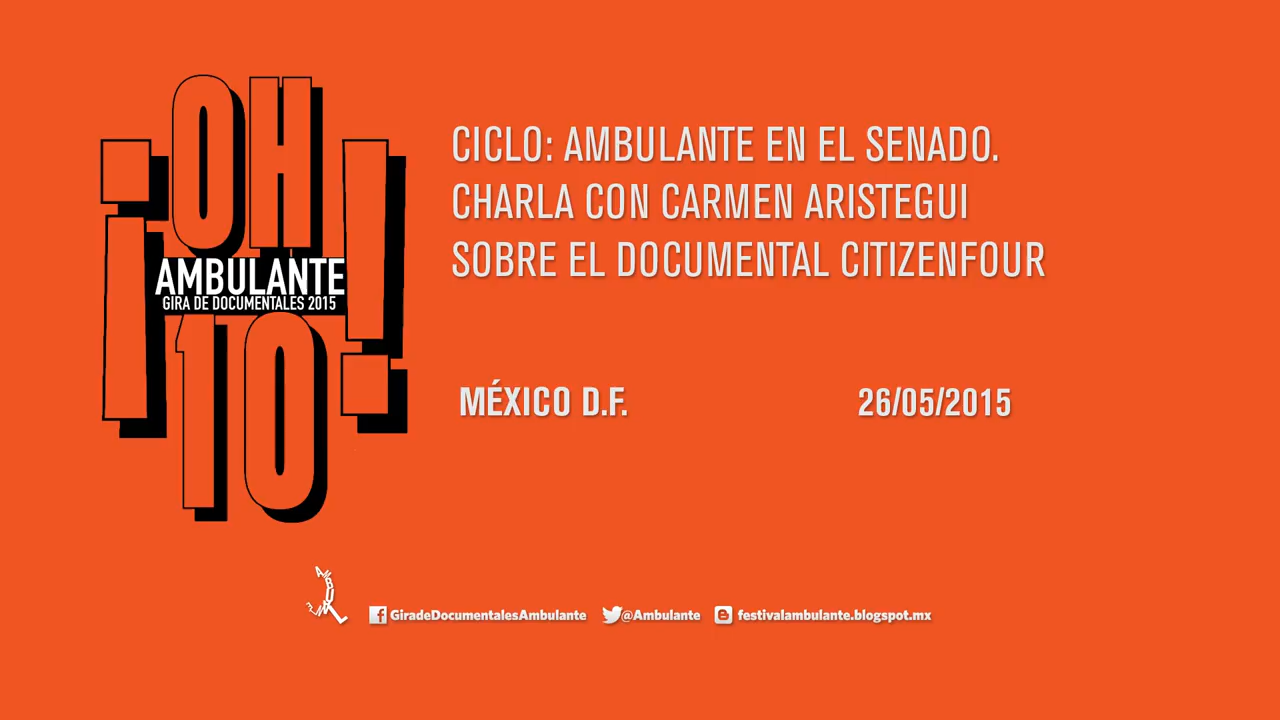 ¡OH!
AMBULANTE
GIRA DE DOCUMENTALES 2015
10
CICLO: AMBULANTE EN EL SENADO.
CHARLA CON CARMEN ARISTEGUI
SOBRE EL DOCUMENTAL CITIZENFOUR
MÉXICO D.F.
26/05/2015
GiradeDocumentalesAmbulante
@Ambulante
festivalambulante.blogspot.mx